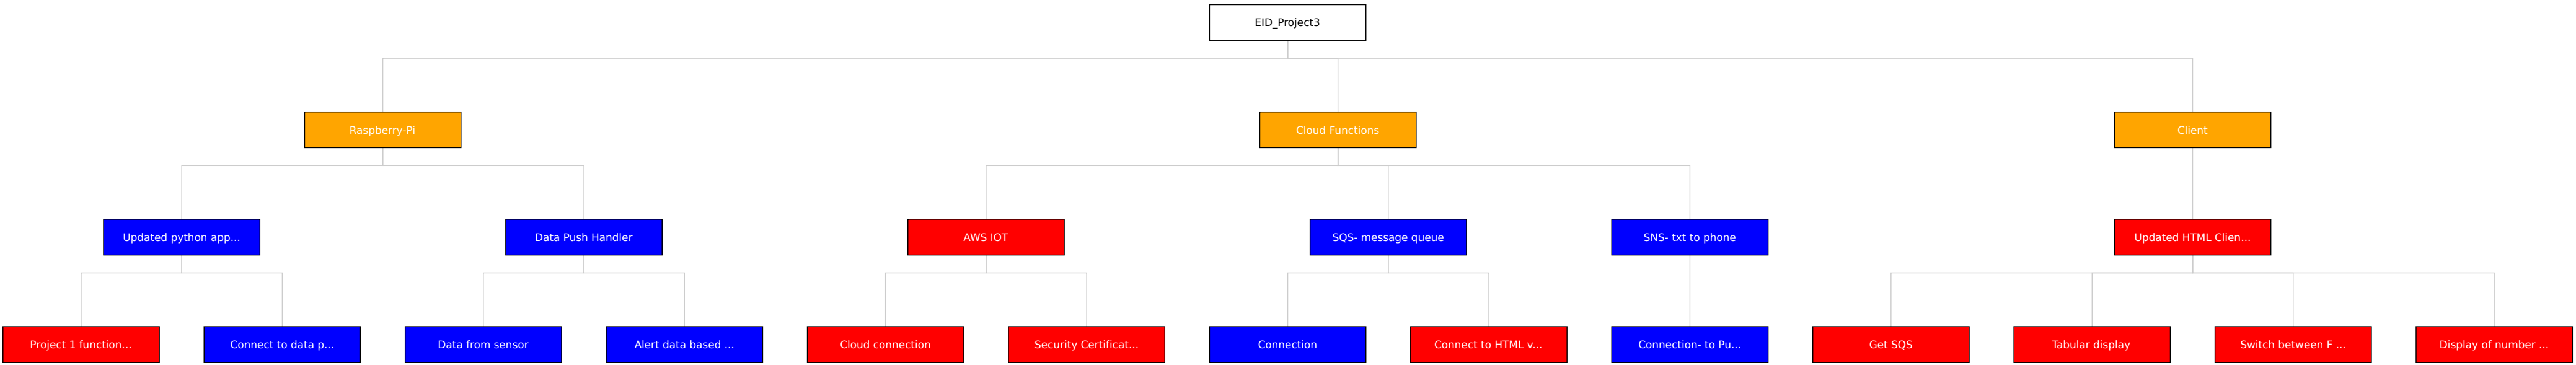 EID_Project3
Raspberry-Pi
Cloud Functions
Client
Updated python app...
Data Push Handler
AWS IOT
SQS- message queue
SNS- txt to phone
Updated HTML Clien...
Project 1 function...
Connect to data p...
Data from sensor
Alert data based ...
Cloud connection
Security Certificat...
Connection
Connect to HTML v...
Connection- to Pu...
Get SQS
Tabular display
Switch between F ...
Display of number ...